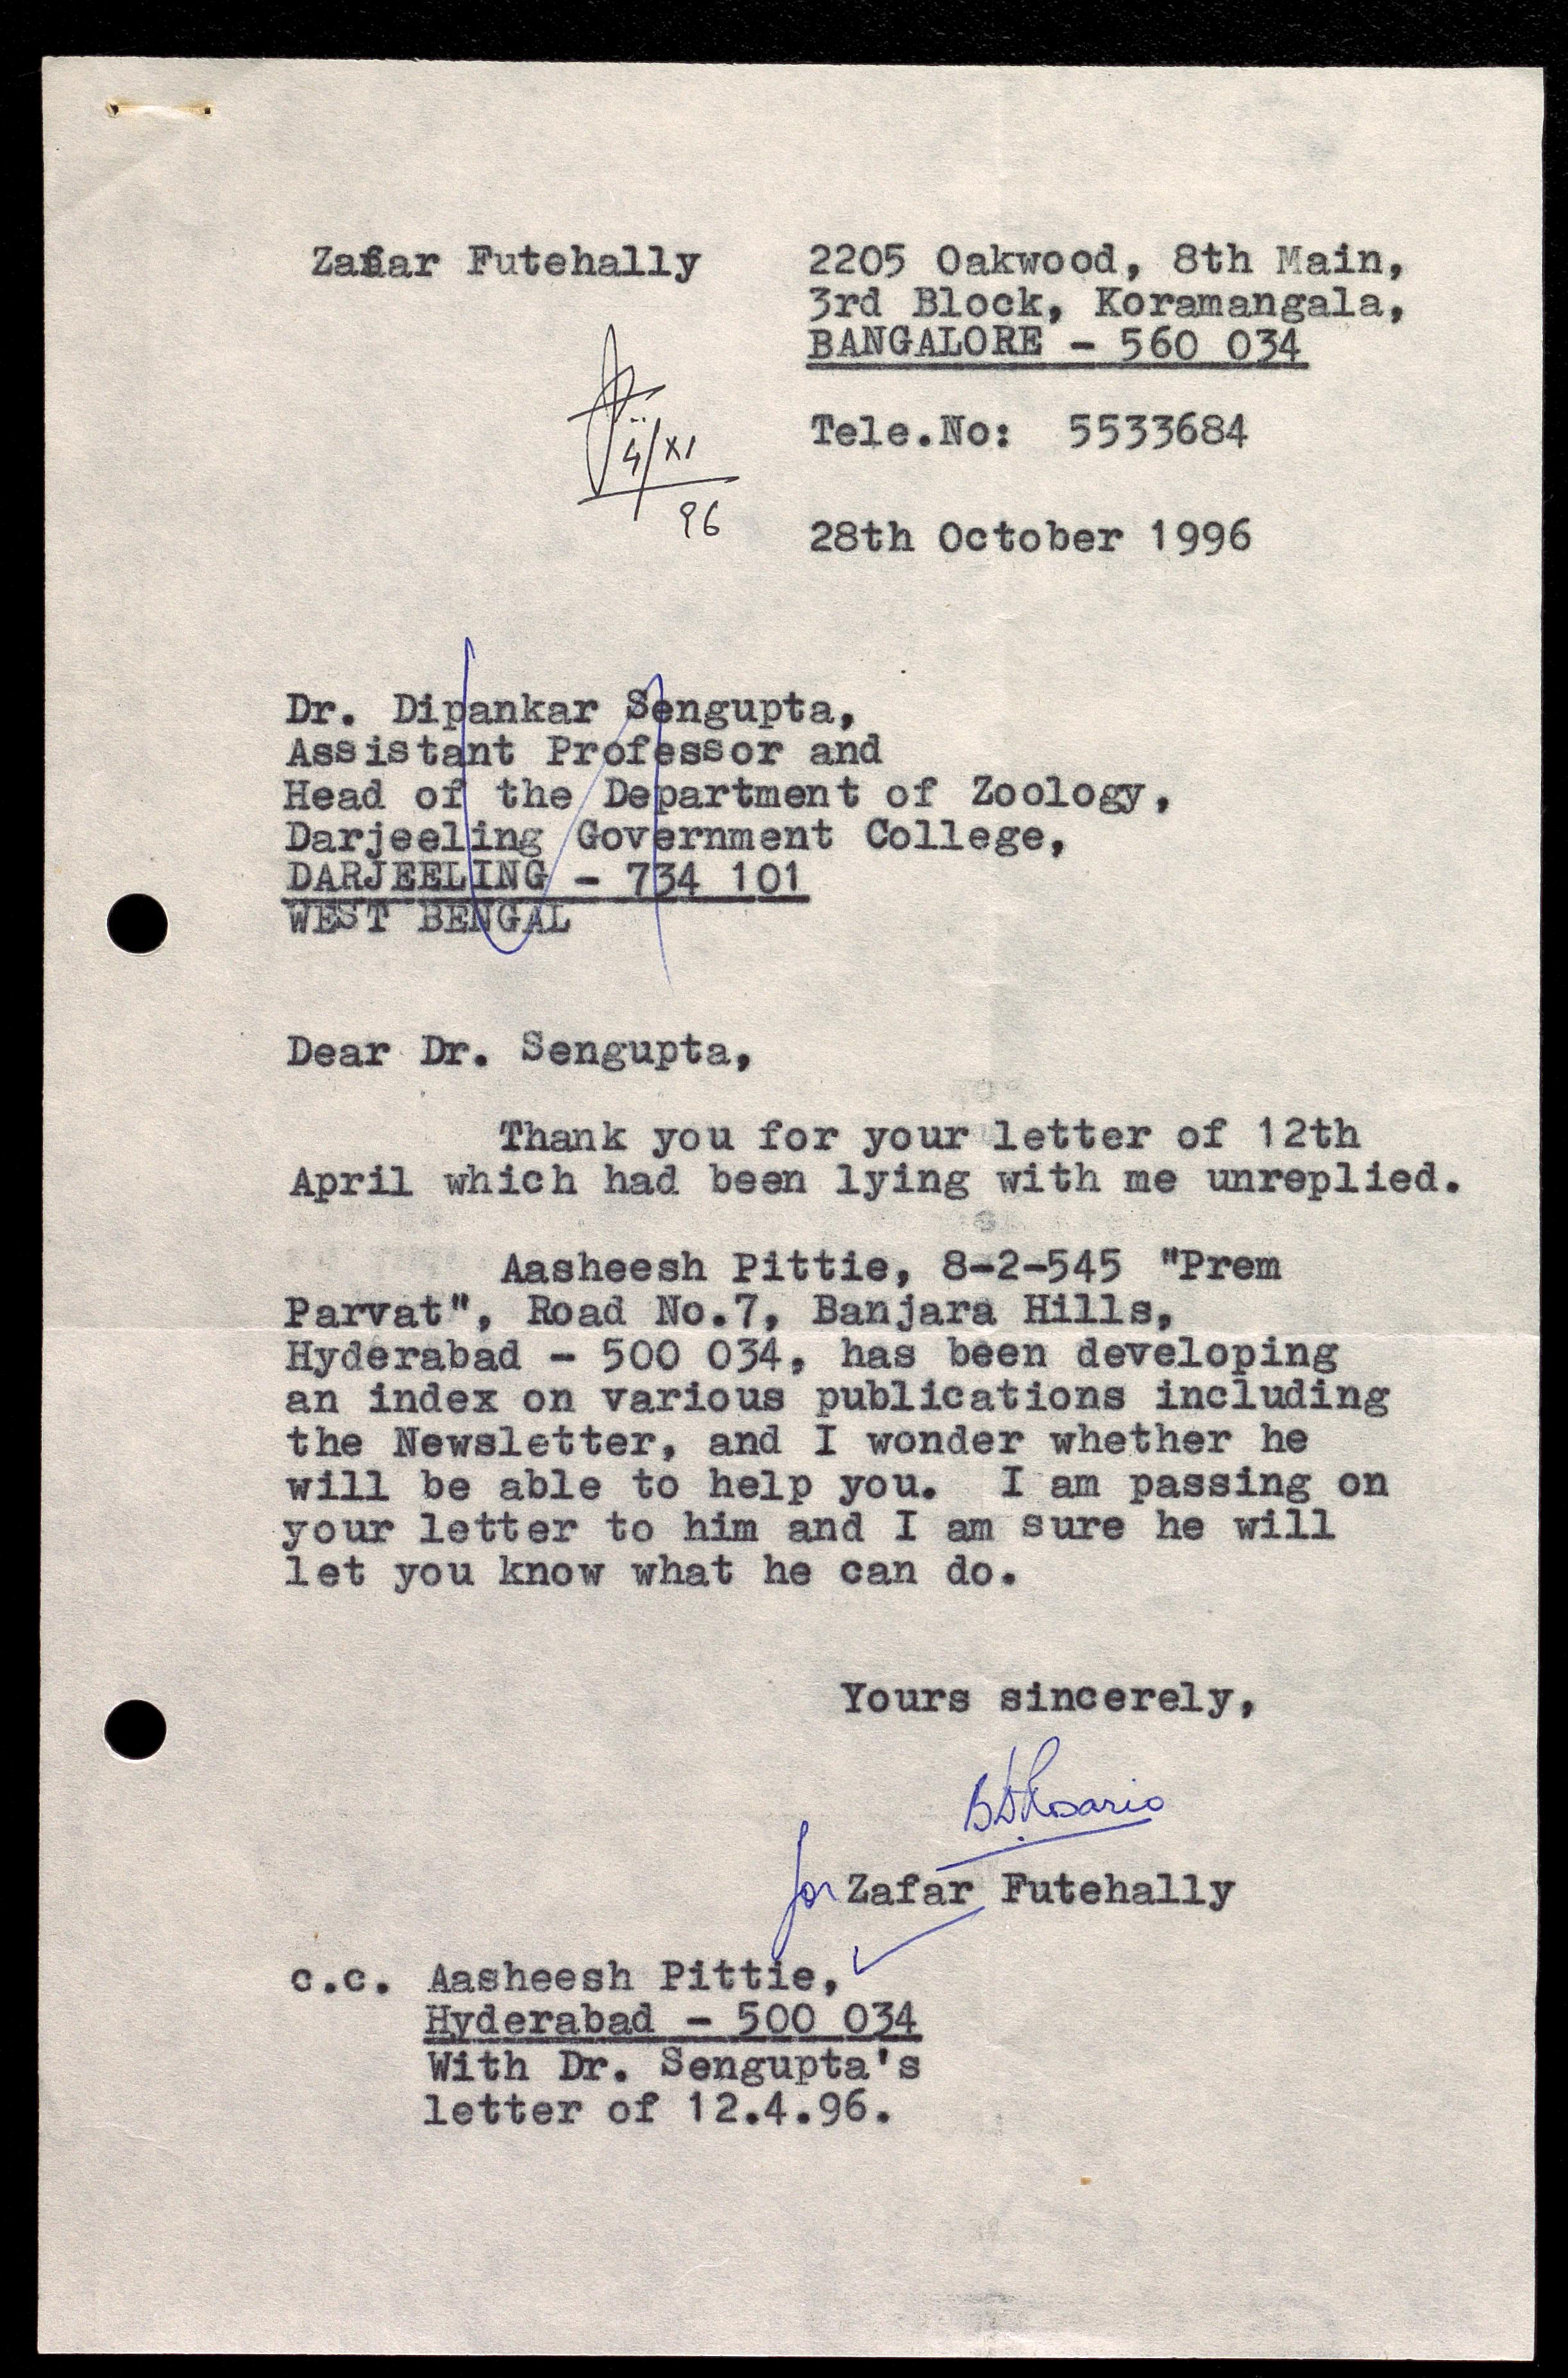 Zafar Futehally
2205 Oakwood, 8th Main,
3rd Block, Koramangala,
BANGALORE - 560 034
Tele.No: 5533684
4/XI
96
28th October 1996
Dr. Dipankar Sengupta,
Assistant Professor and
Head of the Department of Zoology,
Darjeeling Government College,
DARJEELING - 734 101
WEST BENGAL
Dear Dr. Sengupta,
Thank you for your letter of 12th
April which had been lying with me unreplied.
Aasheesh Pittie, 8-2-545 "Prem
Parvat", Road No.7, Banjara Hills,
Hyderabad - 500 034, has been developing
an index on various publications including
the Newsletter, and I wonder whether he
will be able to help you. I am passing on
your letter to him and I am sure he will
let you know what he can do.
Yours sincerely,
BD'Rosario
for Zafar Futehally
c.c. Aasheesh Pittie,
Hyderabad - 500 034
With Dr. Sengupta's
letter of 12.4.96.